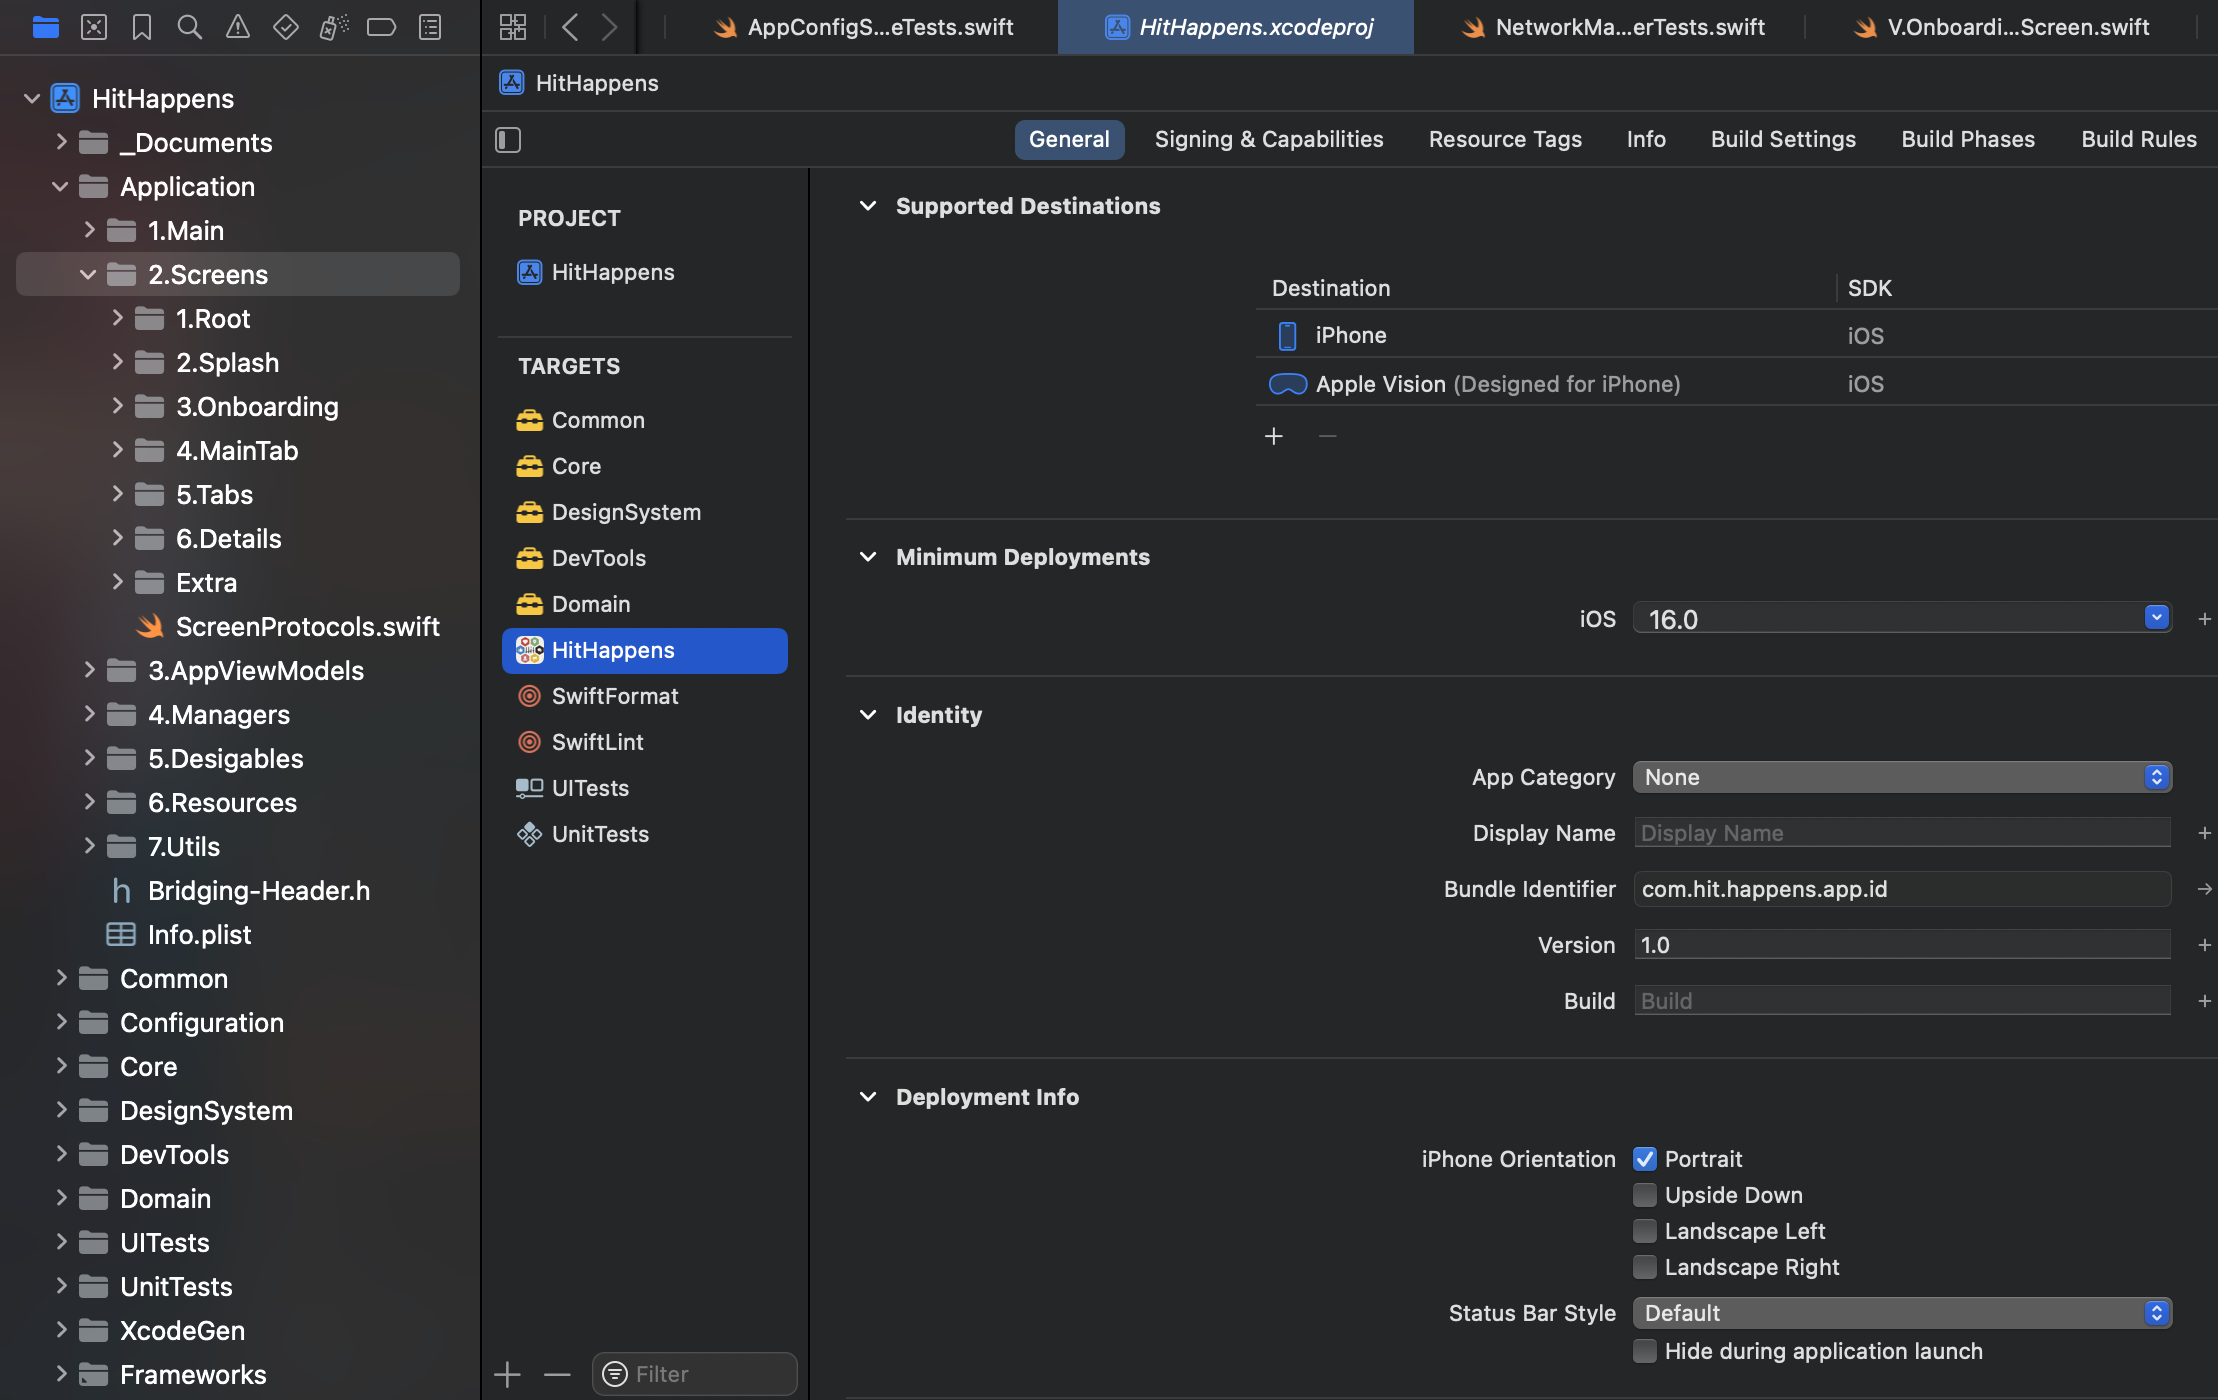 AppConfigS...eTests.swift
HitHappens.xcodeproj
NetworkMa...erTests.swift
V.Onboardi...Screen.swift
HitHappens
_Documents
Application
1.Main
2.Screens
1.Root
2.Splash
3.Onboarding
4.MainTab
5.Tabs
6.Details
Extra
ScreenProtocols.swift
3.AppViewModels
4.Managers
5.Desigables
6.Resources
7.Utils
h Bridging-Header.h
Info.plist
Common
Configuration
Core
DesignSystem
DevTools
Domain
UITests
UnitTests
XcodeGen
Frameworks
HitHappens
General
Signing & Capabilities
Resource Tags
Info
Build Settings
Build Phases
Build Rules
PROJECT
HitHappens
TARGETS
Common
Core
DesignSystem
DevTools
Domain
HitHappens
SwiftFormat
SwiftLint
UITests
UnitTests
Filter
Supported Destinations
Destination SDK
iPhone iOS
Apple Vision (Designed for iPhone) iOS
Minimum Deployments
iOS 16.0
Identity
App Category None
Display Name Display Name
Bundle Identifier com.hit.happens.app.id
Version 1.0
Build Build
Deployment Info
iPhone Orientation Portrait
Upside Down
Landscape Left
Landscape Right
Status Bar Style Default
Hide during application launch